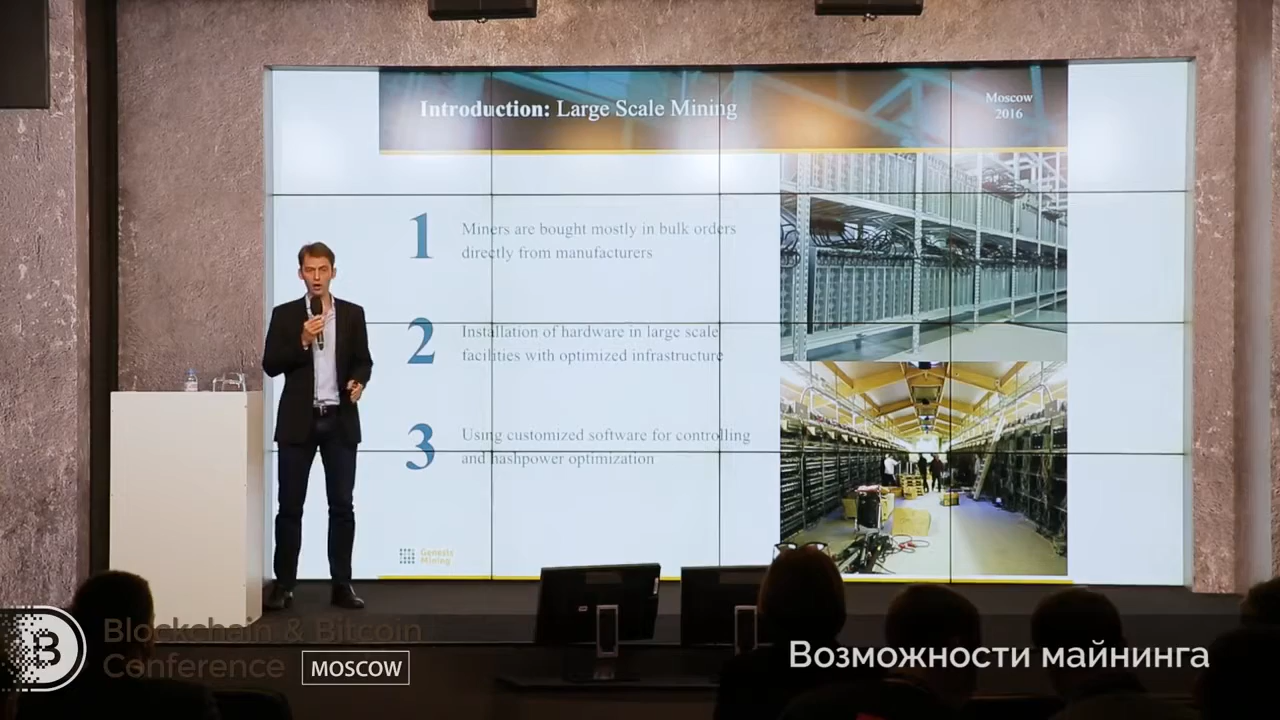 Introduction: Large Scale Mining
Moscow
2016
1
Miners are bought mostly in bulk orders
directly from manufacturers
2
Installation of hardware in large scale
facilities with optimized infrastructure
3
Using customized software for controlling
and hashpower optimization
Genesis
Mining
B
Blockchain & Bitcoin
Conference MOSCOW
Возможности майнинга